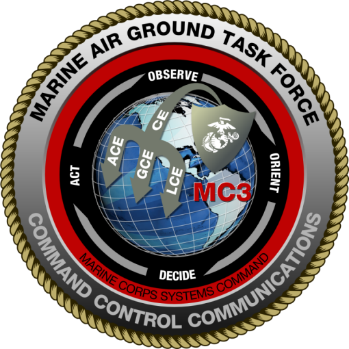 MARINE AIR GROUND TASK FORCE
OBSERVE
ORIENT
DECIDE
ACT
CE
ACE
GCE
LCE
MC3
MARINE CORPS SYSTEMS COMMAND
COMMAND CONTROL COMMUNICATIONS